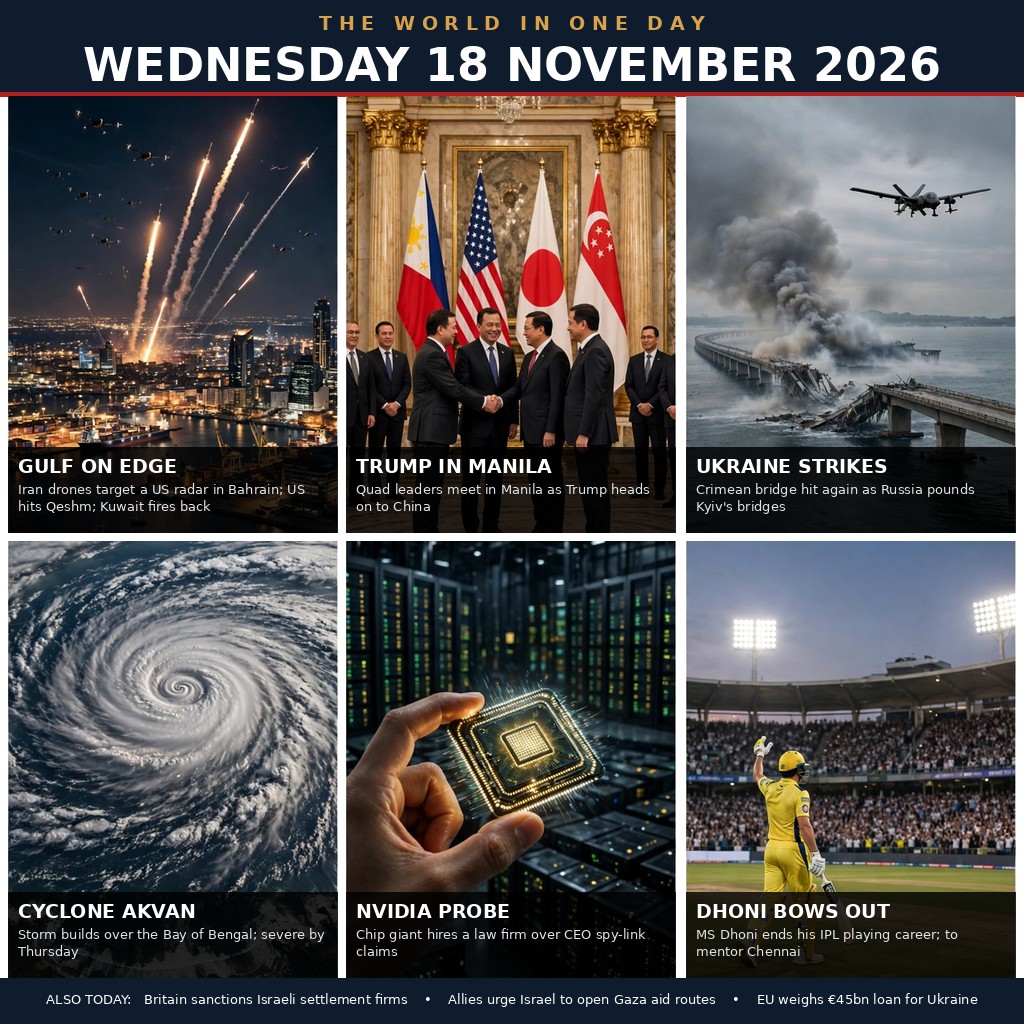 THE WORLD IN ONE DAY
WEDNESDAY 18 NOVEMBER 2026
GULF ON EDGE
Iran drones target a US radar in Bahrain; US
hits Qeshm; Kuwait fires back
TRUMP IN MANILA
Quad leaders meet in Manila as Trump heads
on to China
UKRAINE STRIKES
Crimean bridge hit again as Russia pounds
Kyiv's bridges
CYCLONE AKVAN
Storm builds over the Bay of Bengal; severe by
Thursday
NVIDIA PROBE
Chip giant hires a law firm over CEO spy-link
claims
DHONI BOWS OUT
MS Dhoni ends his IPL playing career; to
mentor Chennai
ALSO TODAY: Britain sanctions Israeli settlement firms • Allies urge Israel to open Gaza aid routes • EU weighs €45bn loan for Ukraine